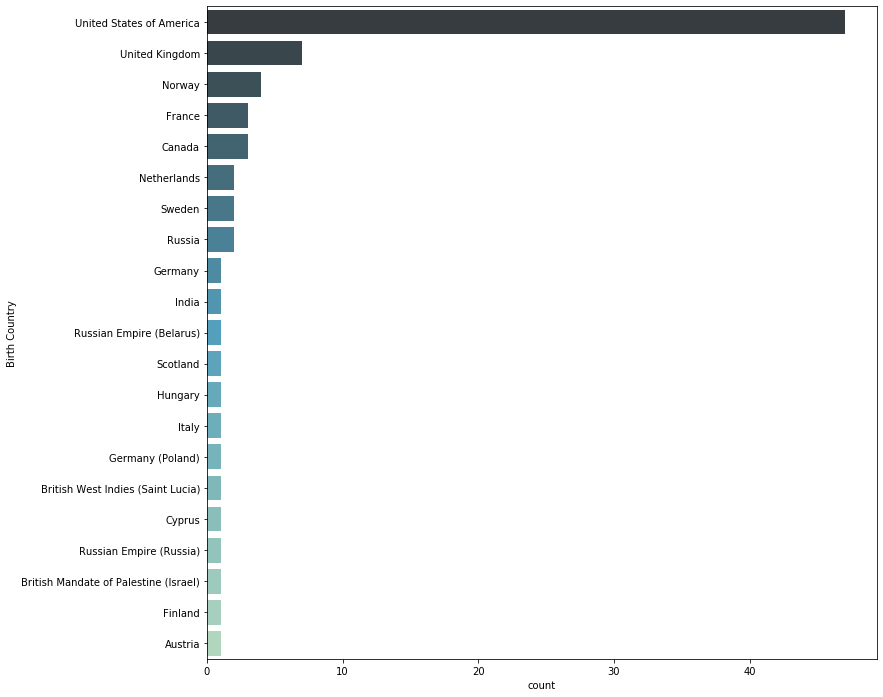 United States of America
United Kingdom
Norway
France
Canada
Netherlands
Sweden
Russia
Germany
India
Russian Empire (Belarus)
Scotland
Hungary
Italy
Germany (Poland)
British West Indies (Saint Lucia)
Cyprus
Russian Empire (Russia)
British Mandate of Palestine (Israel)
Finland
Austria
Birth Country
0 10 20 30 40
count